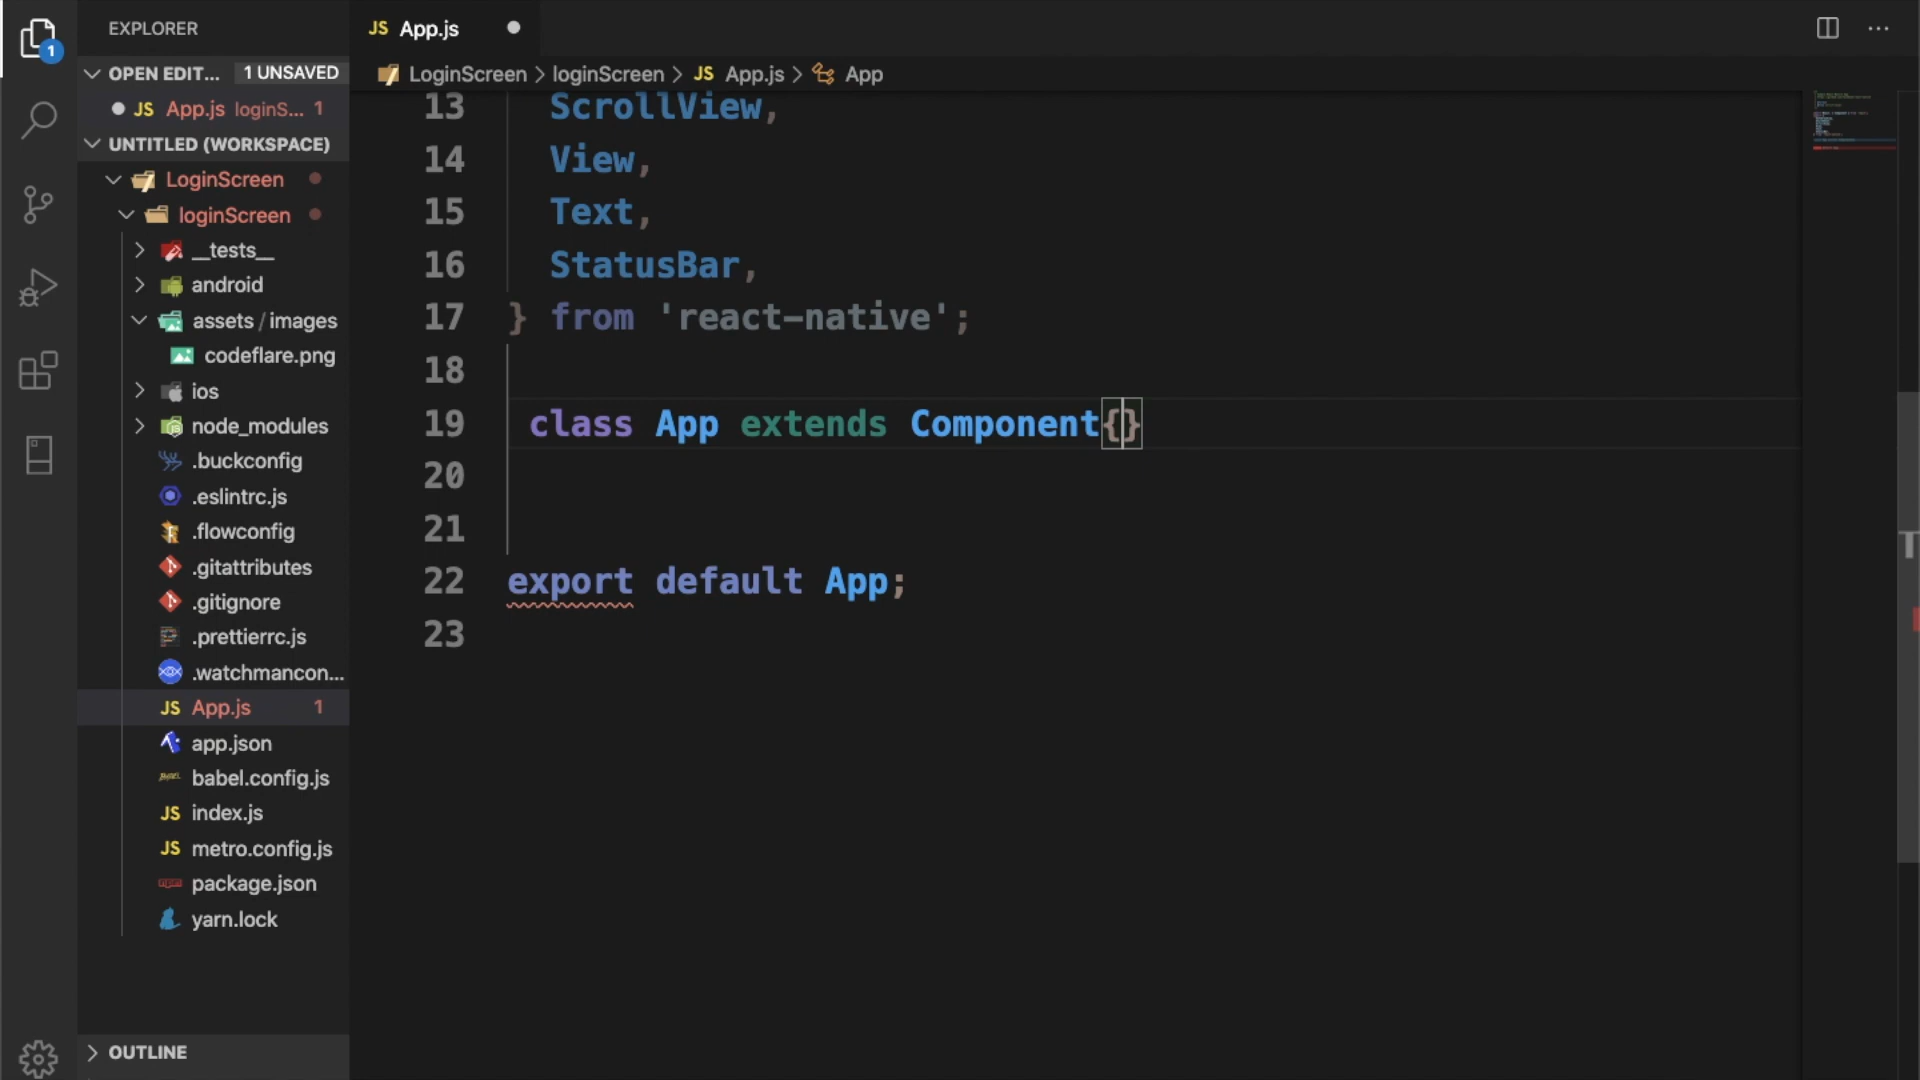 EXPLORER
OPEN EDIT... 1 UNSAVED
JS App.js loginS... 1
UNTITLED (WORKSPACE)
LoginScreen
loginScreen
__tests__
android
assets / images
codeflare.png
ios
node_modules
.buckconfig
.eslintrc.js
.flowconfig
.gitattributes
.gitignore
.prettierrc.js
.watchmancon...
JS App.js 1
app.json
babel.config.js
JS index.js
JS metro.config.js
package.json
yarn.lock
OUTLINE
1
JS App.js
LoginScreen > loginScreen > JS App.js > App
13 ScrollView,
14 View,
15 Text,
16 StatusBar,
17 } from 'react-native';
18
19 class App extends Component{}
20
21
22 export default App;
23
T